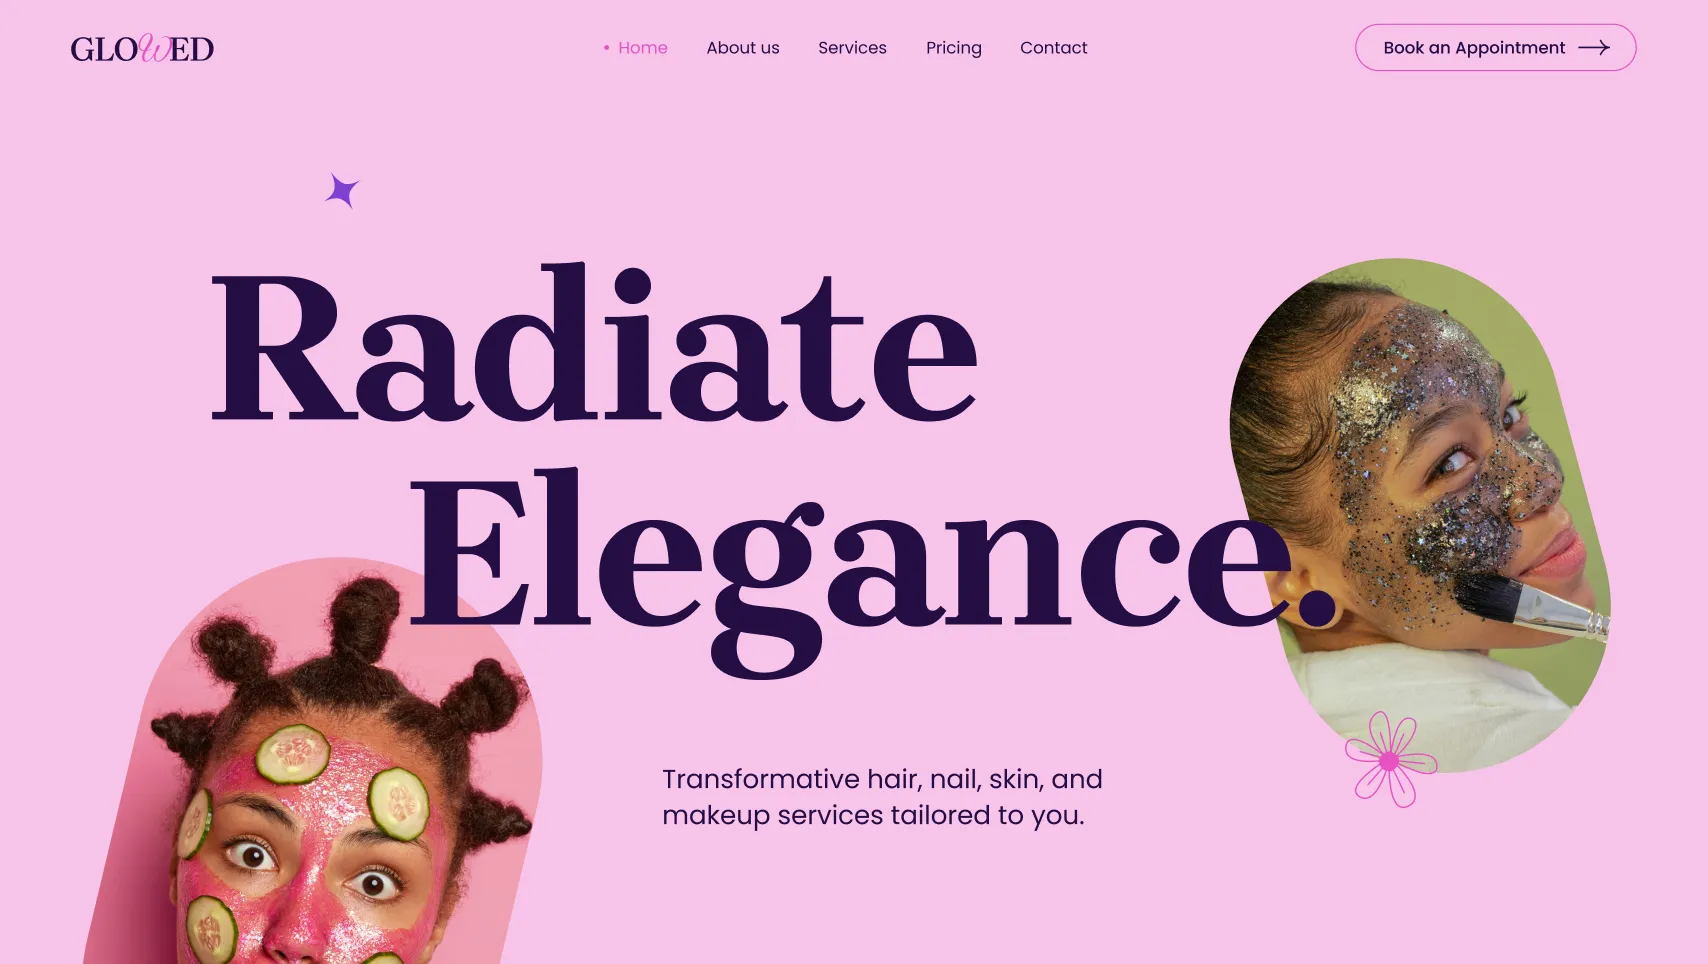 GLOWED
Home
About us
Services
Pricing
Contact
Book an Appointment
Radiate
Elegance.
Transformative hair, nail, skin, and
makeup services tailored to you.